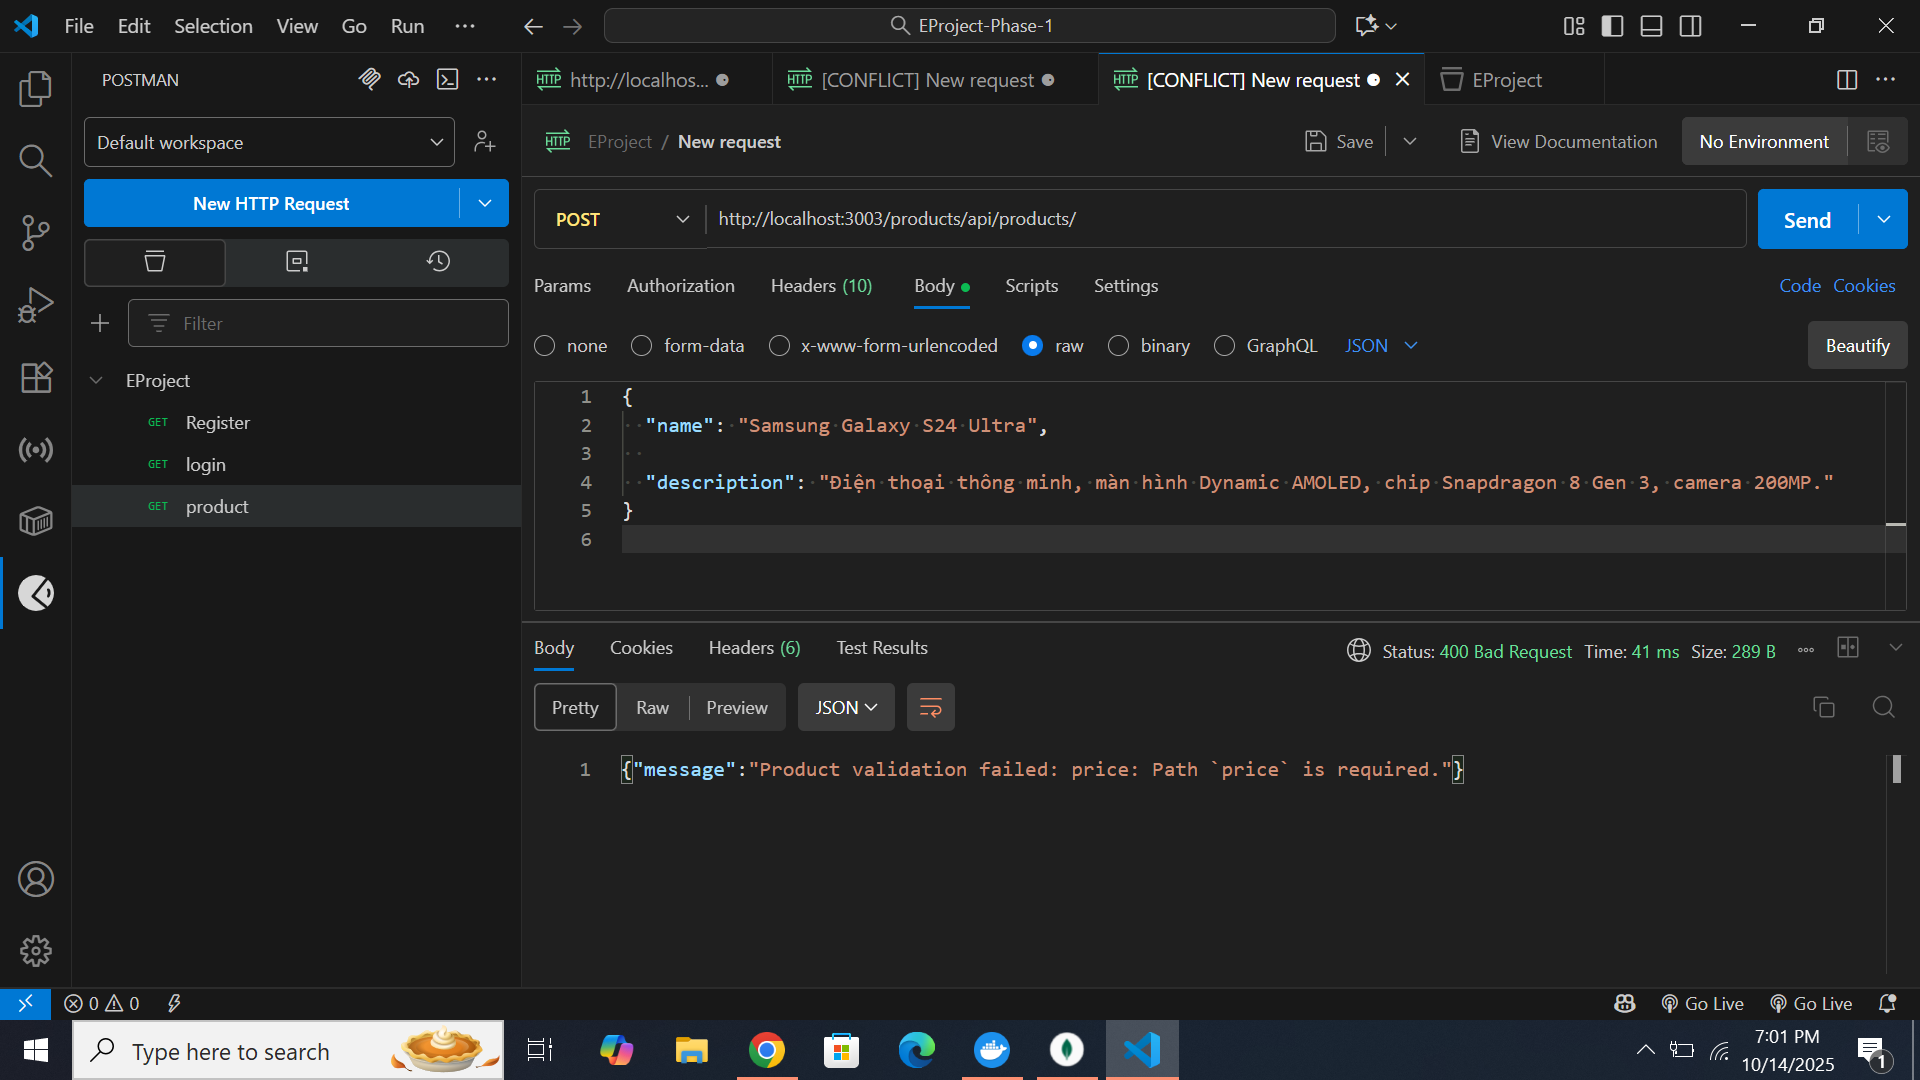 File Edit Selection View Go Run ··· EProject-Phase-1
POSTMAN
http://localhos... [CONFLICT] New request [CONFLICT] New request EProject
Default workspace
EProject / New request Save View Documentation No Environment
New HTTP Request
POST http://localhost:3003/products/api/products/ Send
Params Authorization Headers (10) Body Scripts Settings Code Cookies
Filter
none form-data x-www-form-urlencoded raw binary GraphQL JSON Beautify
EProject
GET Register
GET login
GET product
1 {
2 "name": "Samsung Galaxy S24 Ultra",
3
4 "description": "Điện thoại thông minh, màn hình Dynamic AMOLED, chip Snapdragon 8 Gen 3, camera 200MP."
5 }
6
Body Cookies Headers (6) Test Results Status: 400 Bad Request Time: 41 ms Size: 289 B
Pretty Raw Preview JSON
1 {"message":"Product validation failed: price: Path `price` is required."}
0 0 Go Live Go Live
Type here to search
7:01 PM
10/14/2025
1